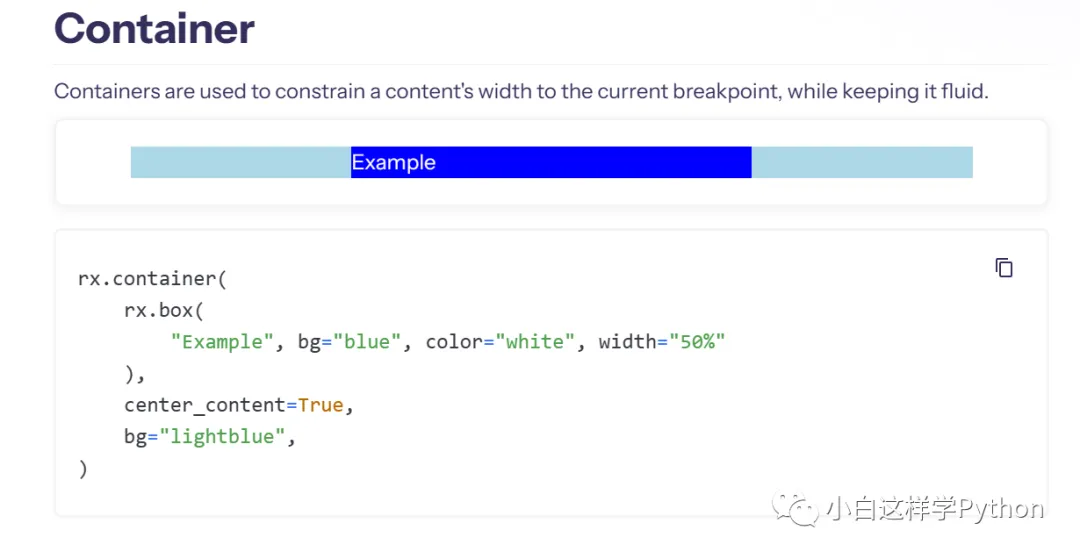 Container
Containers are used to constrain a content's width to the current breakpoint, while keeping it fluid.
Example
rx.container(
    rx.box(
        "Example", bg="blue", color="white", width="50%"
    ),
    center_content=True,
    bg="lightblue",
)
小白这样学Python